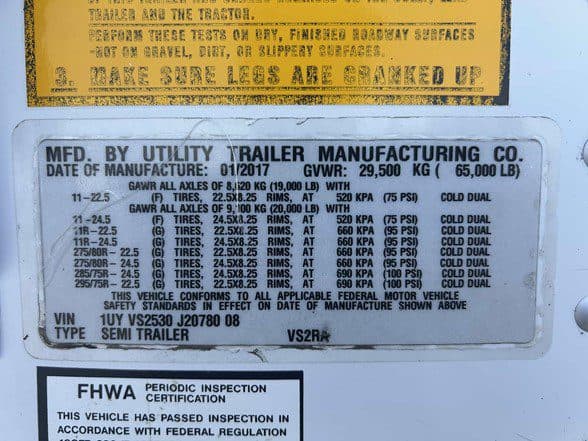 TRAILER AND THE TRACTOR.
PERFORM THESE TESTS ON DRY, FINISHED ROADWAY SURFACES
-NOT ON GRAVEL, DIRT, OR SLIPPERY SURFACES.
3. MAKE SURE LEGS ARE CRANKED UP
MFD. BY UTILITY TRAILER MANUFACTURING CO.
DATE OF MANUFACTURE: 01/2017 GVWR: 29,500 KG ( 65,000 LB)
GAWR ALL AXLES OF 8,620 KG (19,000 LB) WITH
11-22.5 (F) TIRES, 22.5X8.25 RIMS, AT 520 KPA (75 PSI) COLD DUAL
GAWR ALL AXLES OF 9,100 KG (20,000 LB) WITH
11-24.5 (F) TIRES, 24.5X8.25 RIMS, AT 520 KPA (75 PSI) COLD DUAL
11R-22.5 (G) TIRES, 22.5X8.25 RIMS, AT 660 KPA (95 PSI) COLD DUAL
11R-24.5 (G) TIRES, 24.5X8.25 RIMS, AT 660 KPA (95 PSI) COLD DUAL
275/80R-22.5 (G) TIRES, 22.5X8.25 RIMS, AT 660 KPA (95 PSI) COLD DUAL
275/80R-24.5 (G) TIRES, 24.5X8.25 RIMS, AT 660 KPA (95 PSI) COLD DUAL
285/75R-24.5 (G) TIRES, 24.5X8.25 RIMS, AT 690 KPA (100 PSI) COLD DUAL
295/75R-22.5 (G) TIRES, 22.5X8.25 RIMS, AT 690 KPA (100 PSI) COLD DUAL
THIS VEHICLE CONFORMS TO ALL APPLICABLE FEDERAL MOTOR VEHICLE
SAFETY STANDARDS IN EFFECT ON DATE OF MANUFACTURE SHOWN ABOVE
VIN 1UY VS2530 J20780 08
TYPE SEMI TRAILER VS2RA
FHWA PERIODIC INSPECTION
CERTIFICATION
THIS VEHICLE HAS PASSED INSPECTION IN
ACCORDANCE WITH FEDERAL REGULATION